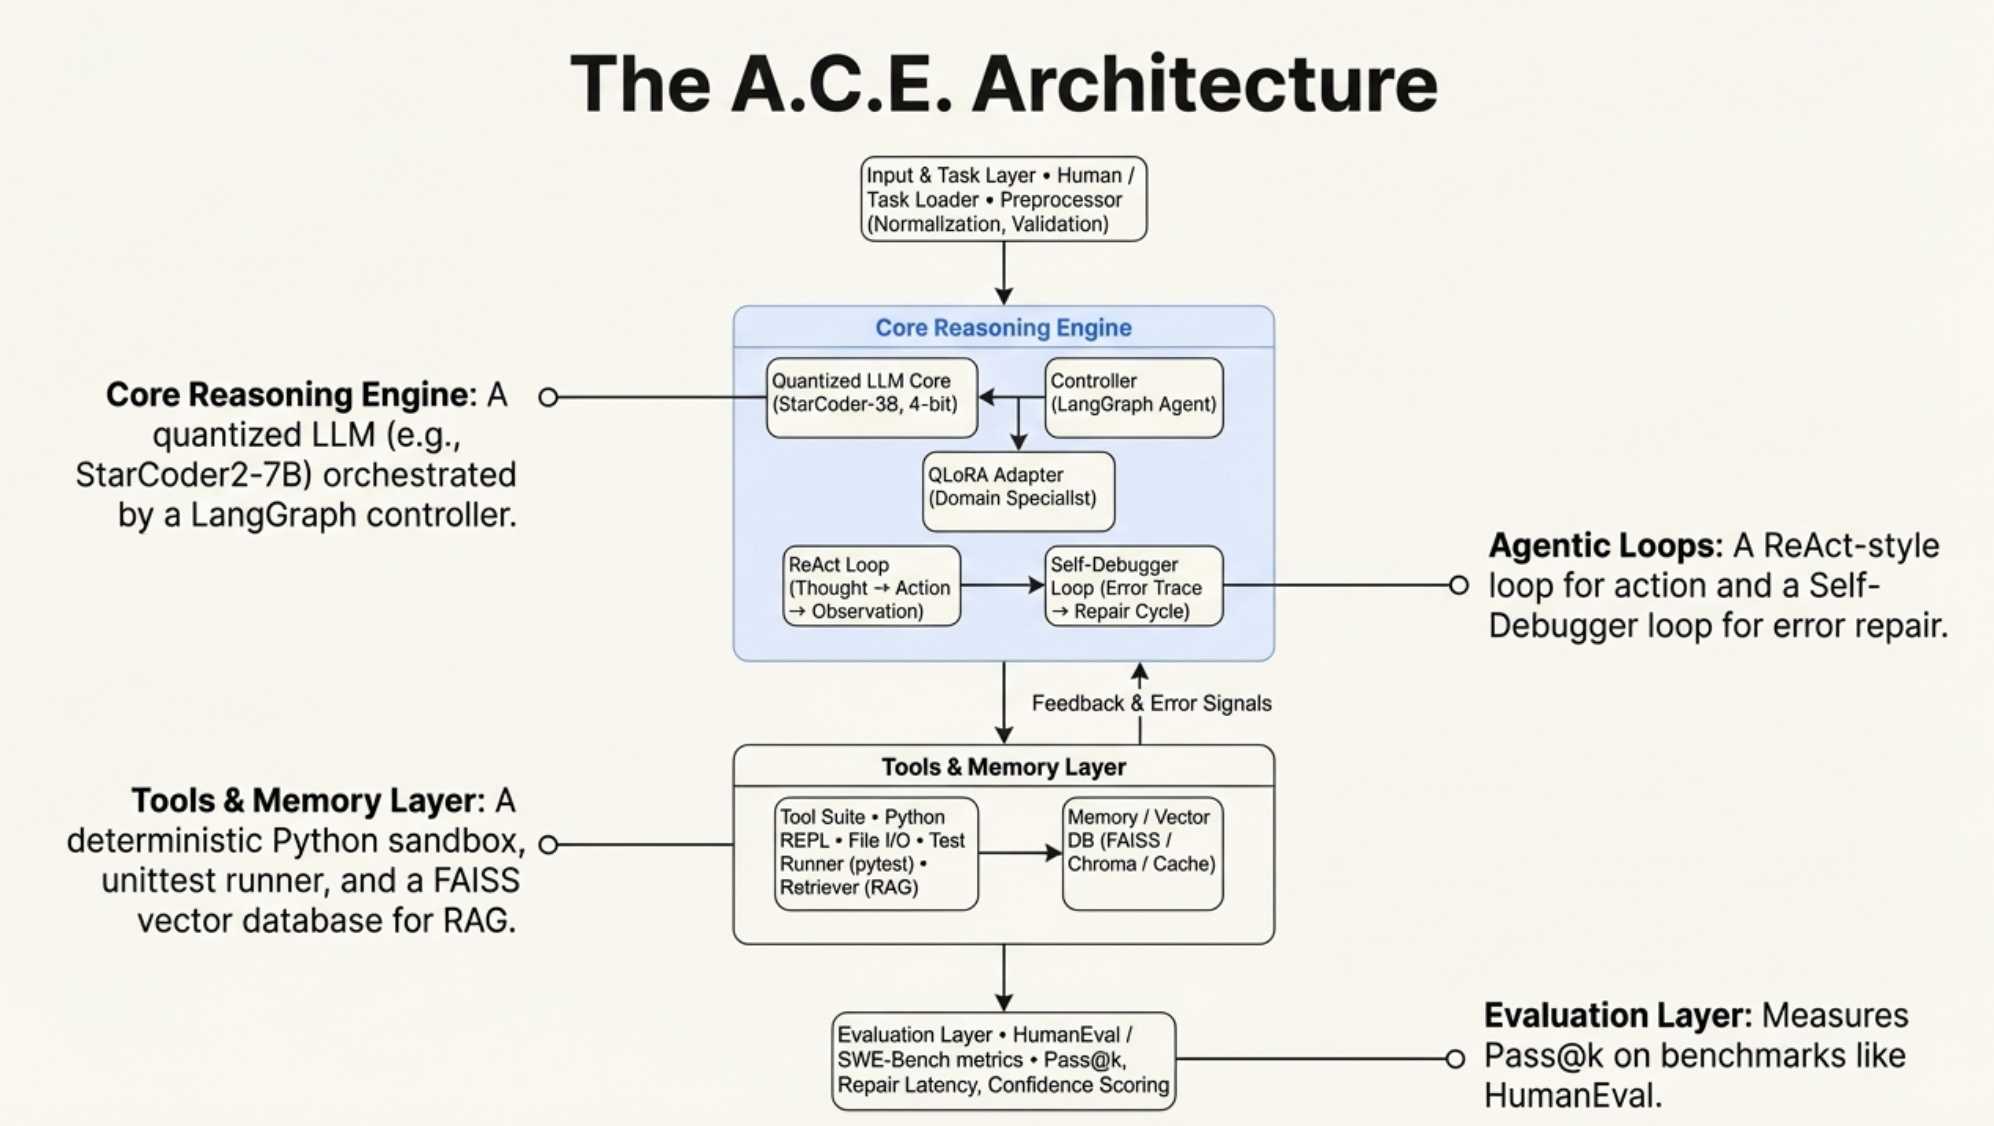 The A.C.E. Architecture
Input & Task Layer • Human /
Task Loader • Preprocessor
(Normalization, Validation)
Core Reasoning Engine
Quantized LLM Core
(StarCoder-38, 4-bit)
Controller
(LangGraph Agent)
QLoRA Adapter
(Domain Specialist)
ReAct Loop
(Thought → Action
→ Observation)
Self-Debugger
Loop (Error Trace
→ Repair Cycle)
Core Reasoning Engine: A
quantized LLM (e.g.,
StarCoder2-7B) orchestrated
by a LangGraph controller.
Agentic Loops: A ReAct-style
loop for action and a Self-
Debugger loop for error repair.
Feedback & Error Signals
Tools & Memory Layer
Tool Suite • Python
REPL • File I/O • Test
Runner (pytest) •
Retriever (RAG)
Memory / Vector
DB (FAISS /
Chroma / Cache)
Tools & Memory Layer: A
deterministic Python sandbox,
unittest runner, and a FAISS
vector database for RAG.
Evaluation Layer • HumanEval /
SWE-Bench metrics • Pass@k,
Repair Latency, Confidence Scoring
Evaluation Layer: Measures
Pass@k on benchmarks like
HumanEval.